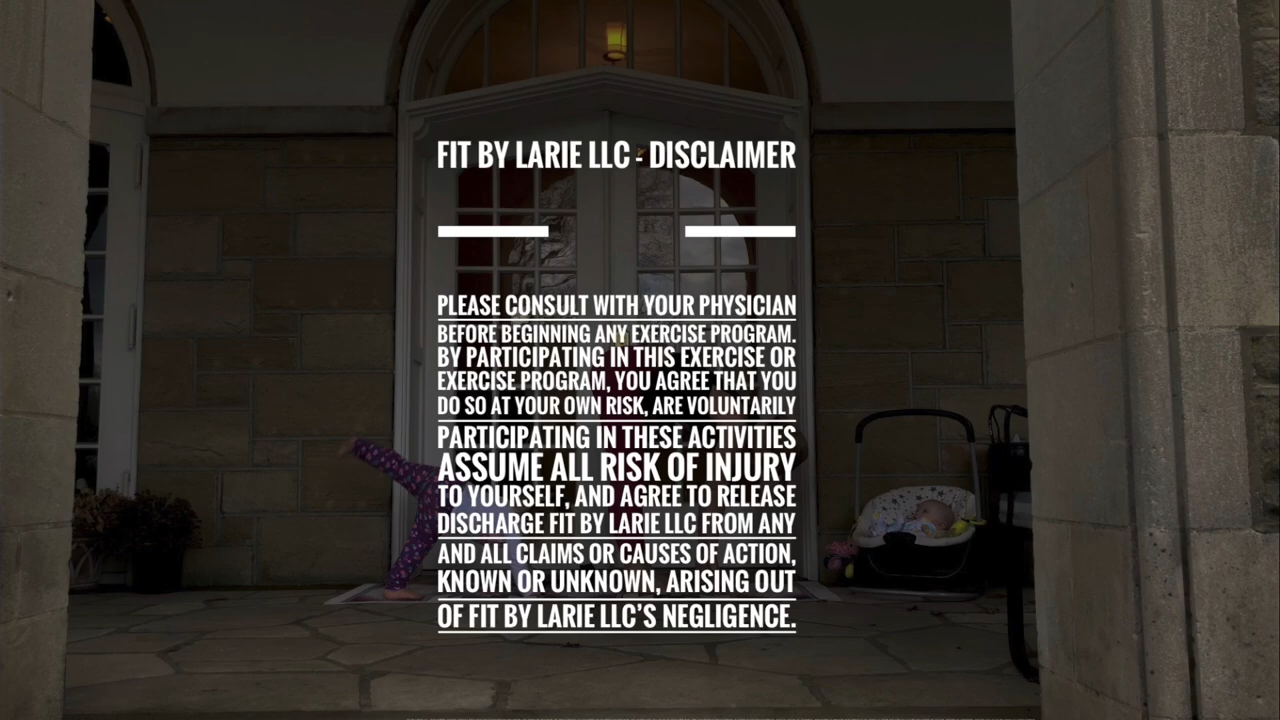 FIT BY LARIE LLC - DISCLAIMER
PLEASE CONSULT WITH YOUR PHYSICIAN
BEFORE BEGINNING ANY EXERCISE PROGRAM.
BY PARTICIPATING IN THIS EXERCISE OR
EXERCISE PROGRAM, YOU AGREE THAT YOU
DO SO AT YOUR OWN RISK, ARE VOLUNTARILY
PARTICIPATING IN THESE ACTIVITIES
ASSUME ALL RISK OF INJURY
TO YOURSELF, AND AGREE TO RELEASE
DISCHARGE FIT BY LARIE LLC FROM ANY
AND ALL CLAIMS OR CAUSES OF ACTION,
KNOWN OR UNKNOWN, ARISING OUT
OF FIT BY LARIE LLC'S NEGLIGENCE.